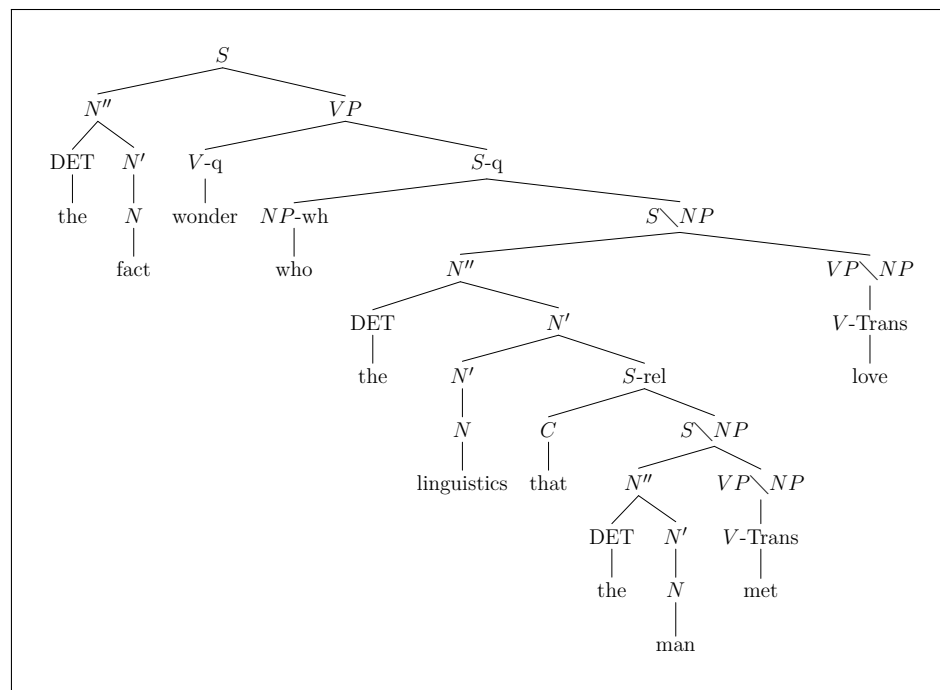 S
N″ VP
DET N′ V-q S-q
the N wonder NP-wh S\NP
fact who N″ VP\NP
DET N′ V-Trans
the N′ S-rel love
N C S\NP
linguistics that N″ VP\NP
DET N′ V-Trans
the N met
man